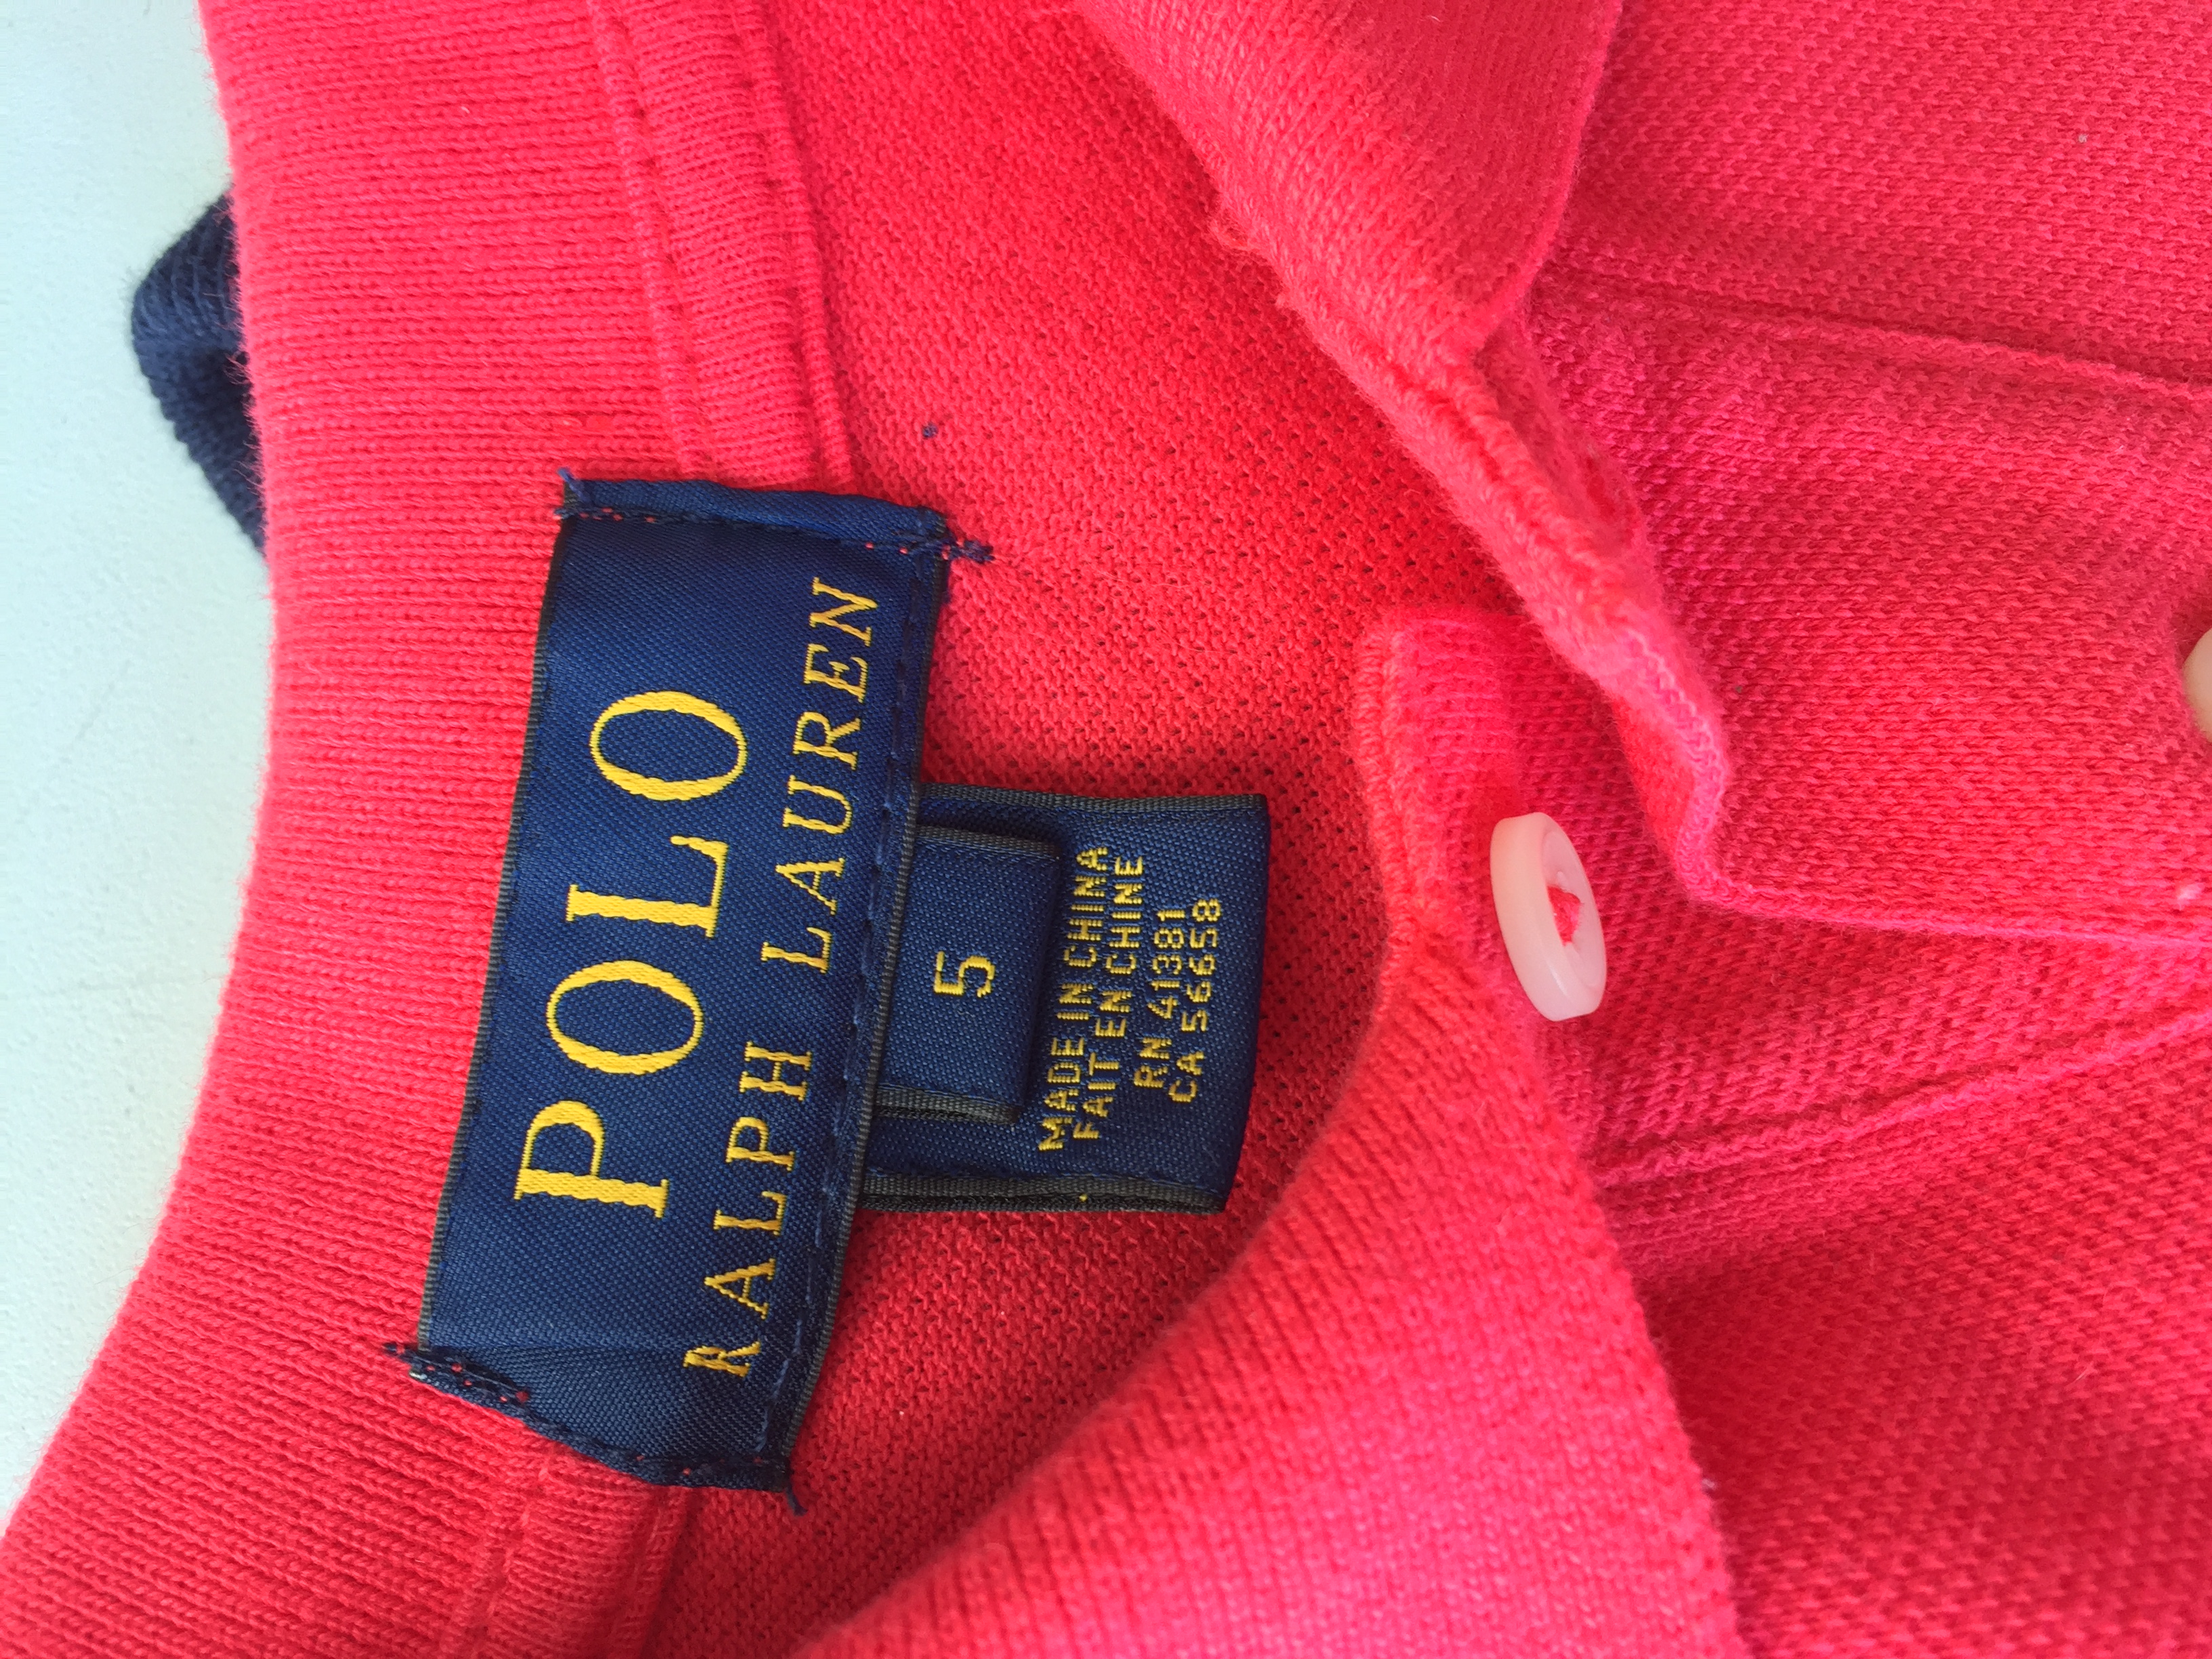 POLO
RALPH LAUREN
5
MADE IN CHINA
FAIT EN CHINE
RN 41381
CA 56658